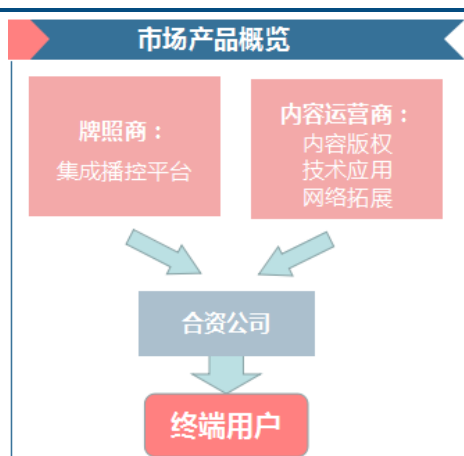 市场产品概览
牌照商：
集成播控平台
内容运营商：
内容版权
技术应用
网络拓展
合资公司
终端用户